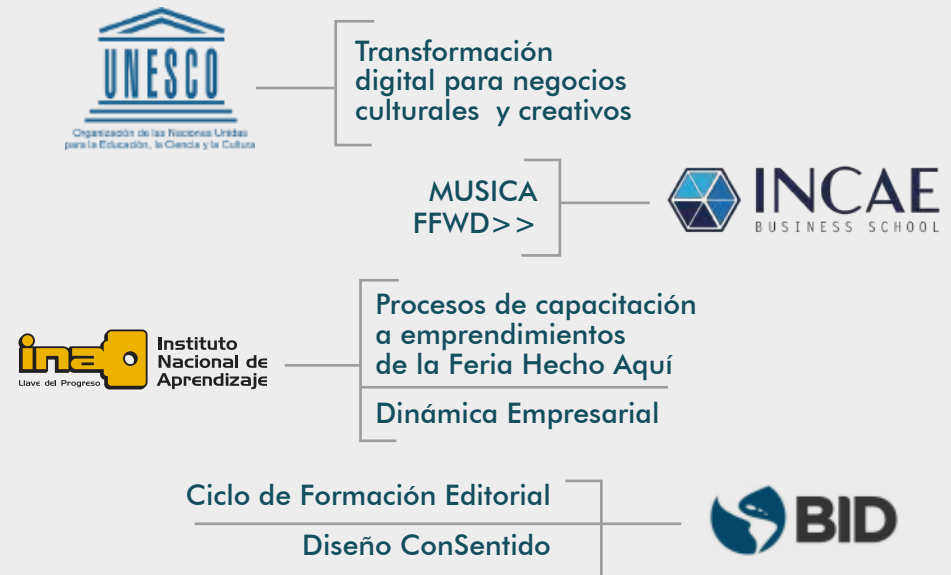 UNESCO
Organización de las Naciones Unidas
para la Educación, la Ciencia y la Cultura
Transformación
digital para negocios
culturales y creativos
MUSICA
FFWD>>
INCAE
BUSINESS SCHOOL
ina
Llave del Progreso
Instituto
Nacional de
Aprendizaje
Procesos de capacitación
a emprendimientos
de la Feria Hecho Aquí
Dinámica Empresarial
Ciclo de Formación Editorial
Diseño ConSentido
BID